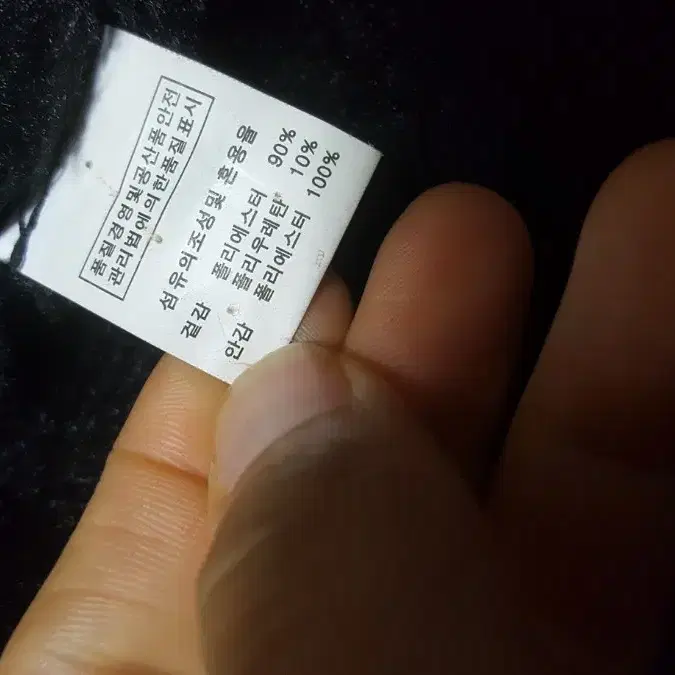 품질경영및공산품안전
관리법에의한품질표시
섬유의조성및 혼용율
겉감 폴리에스터 90%
폴리우레탄 10%
안감 폴리에스터 100%